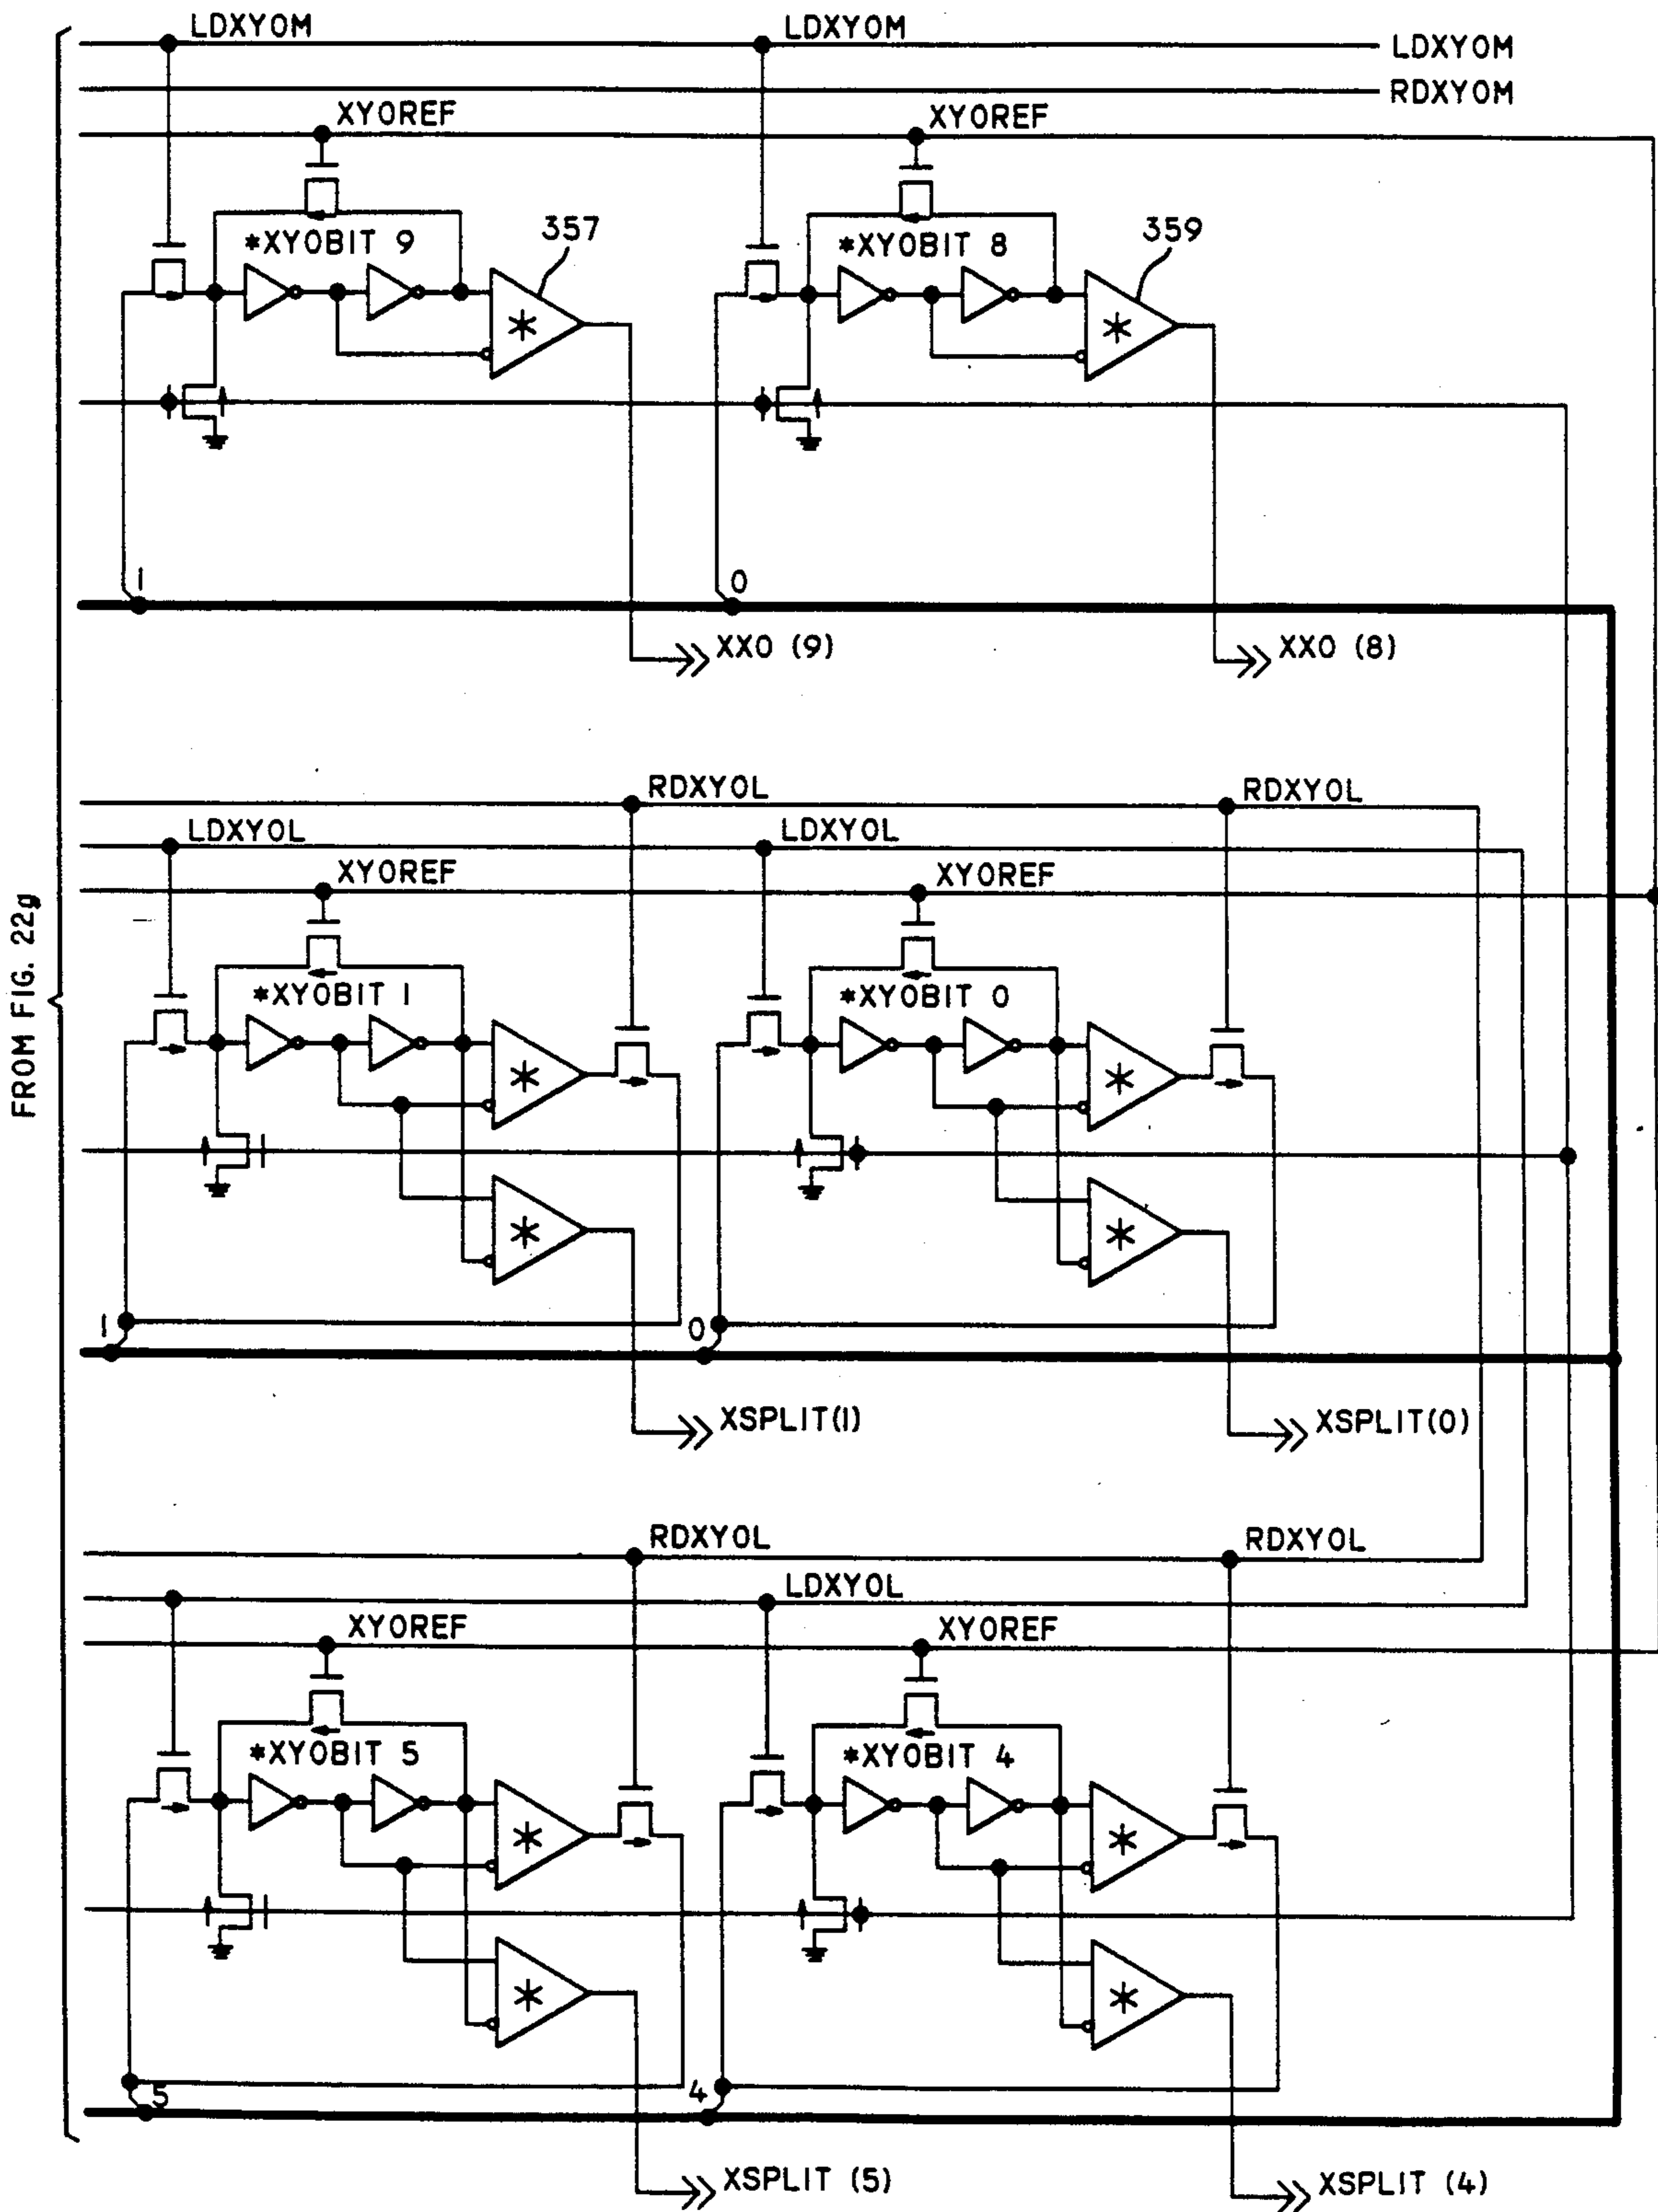 LDXYOM LDXYOM LDXYOM
RDXYOM
XYOREF XYOREF
*XYOBIT 9 357 *XYOBIT 8 359
1 0
XXO (9) XXO (8)
FROM FIG. 22g
RDXYOL RDXYOL
LDXYOL LDXYOL
XYOREF XYOREF
*XYOBIT 1 *XYOBIT 0
1 0
XSPLIT(1) XSPLIT(0)
RDXYOL RDXYOL
LDXYOL
XYOREF XYOREF
*XYOBIT 5 *XYOBIT 4
5 4
XSPLIT (5) XSPLIT (4)